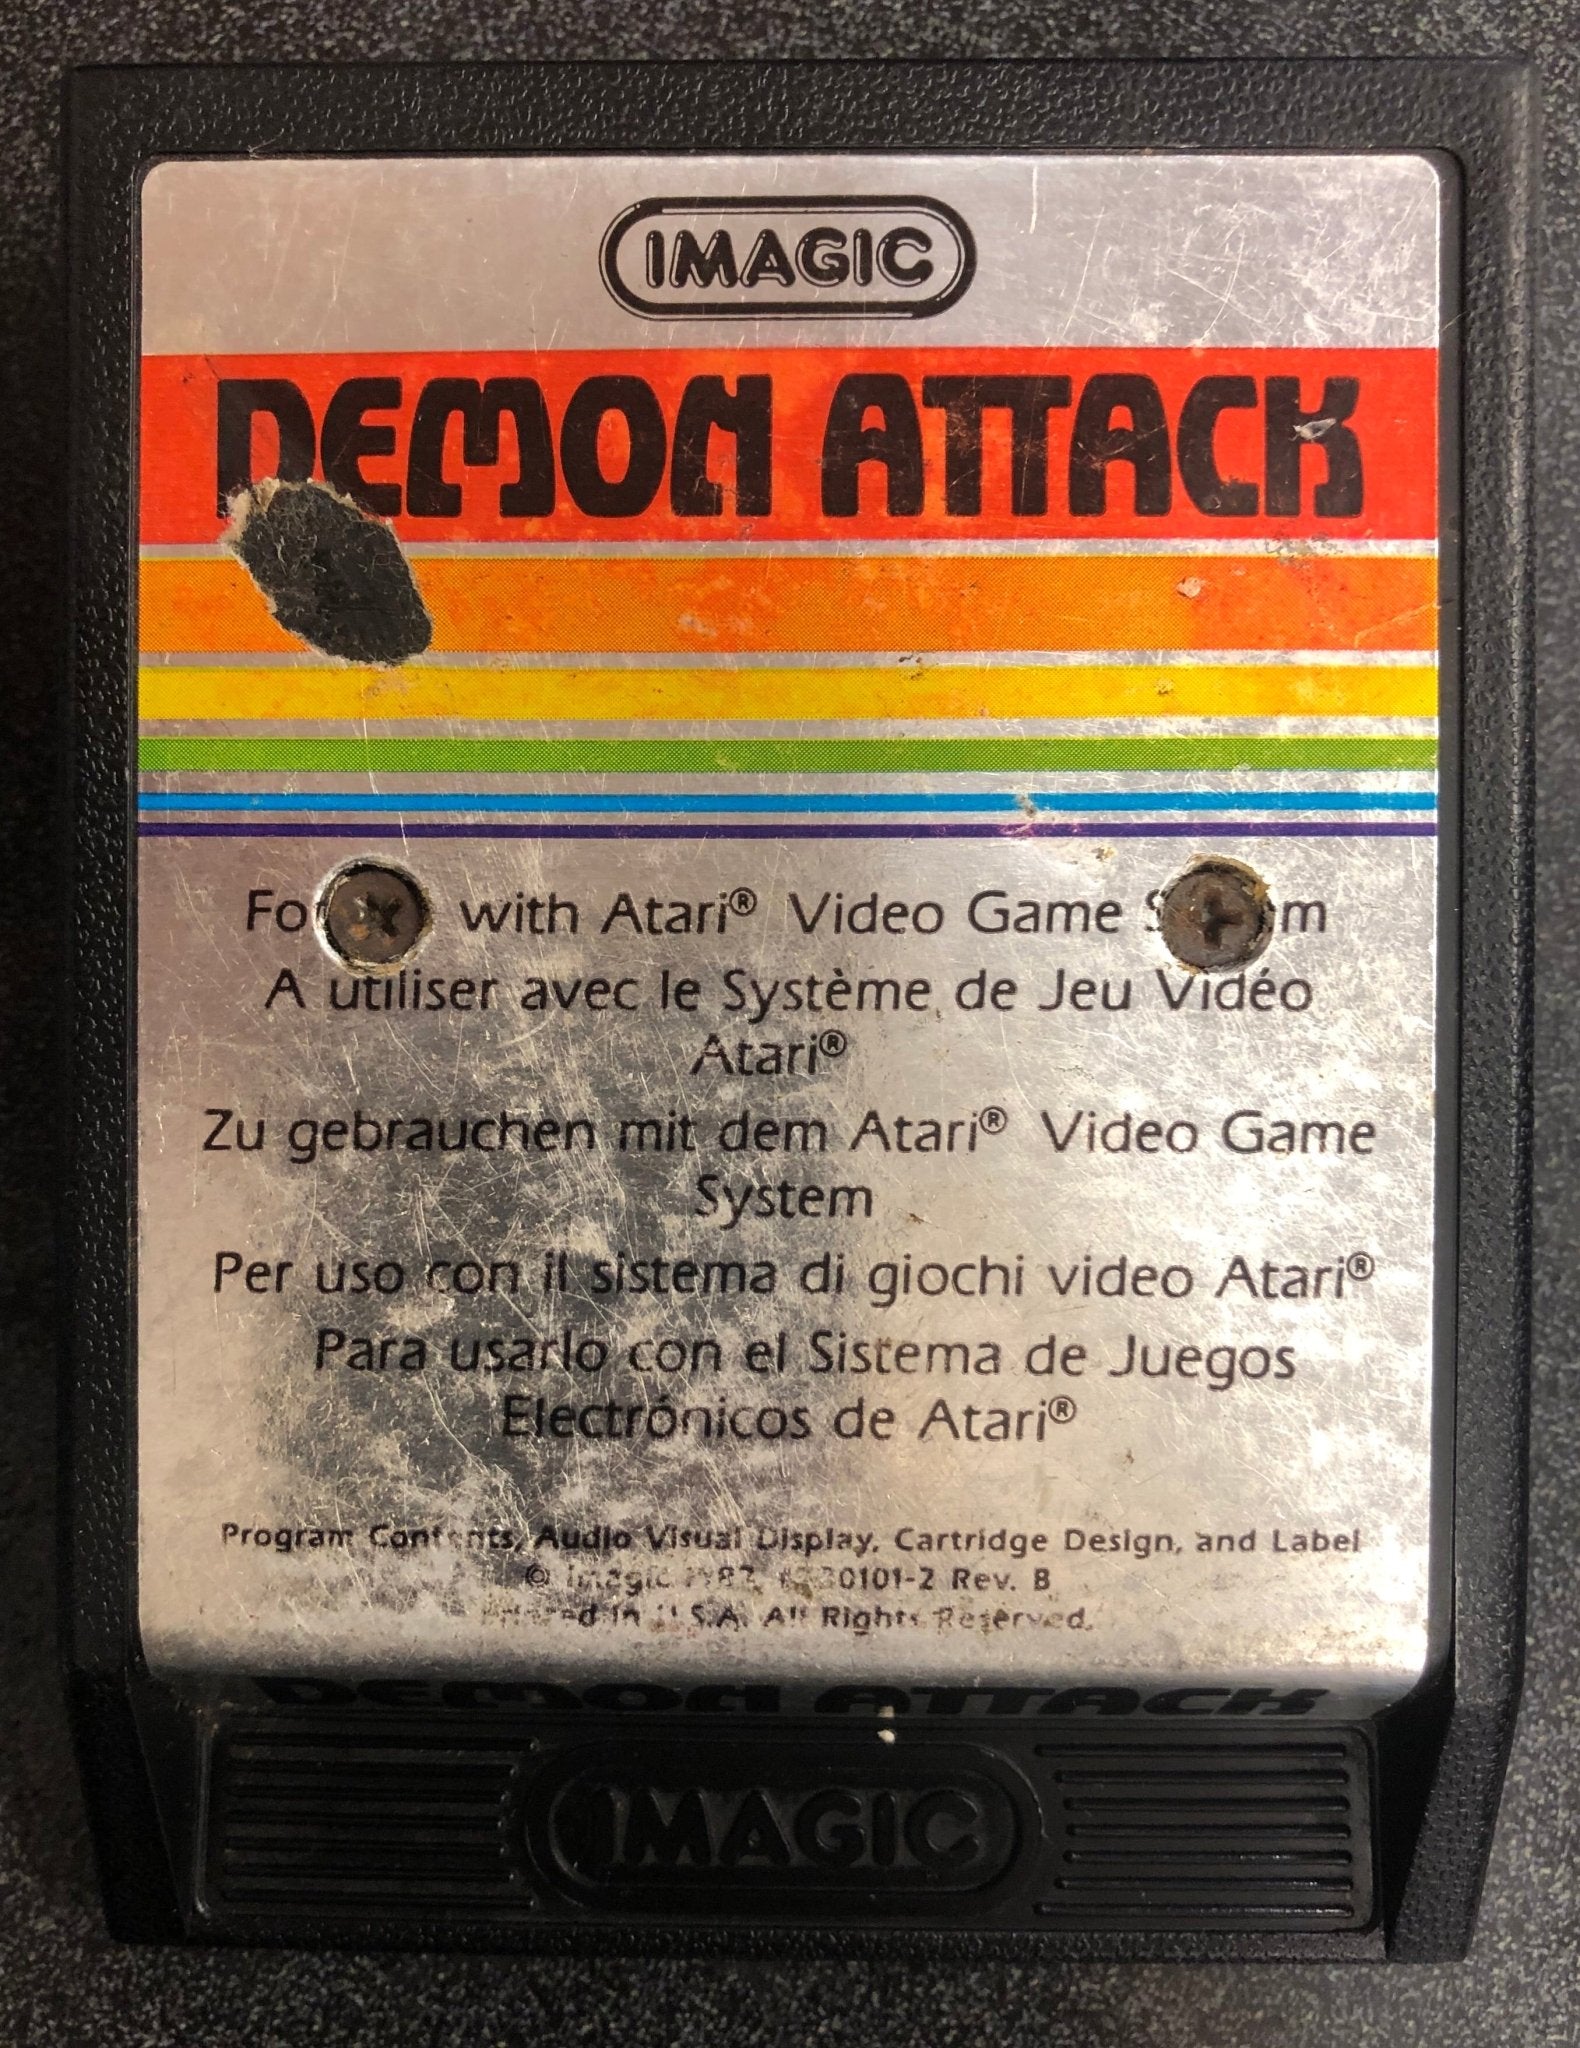 IMAGIC
DEMON ATTACK
with Atari® Video Game
A utiliser avec le Système de Jeu Vidéo
Atari®
Zu gebrauchen mit dem Atari® Video Game
System
Per uso con il sistema di giochi video Atari®
Para usarlo con el Sistema de Juegos
Electrónicos de Atari®
Program Contents, Audio Visual Display, Cartridge Design, and Label
© Imagic Rev. B
Printed in U.S.A. All Rights Reserved.
DEMON ATTACK
IMAGIC